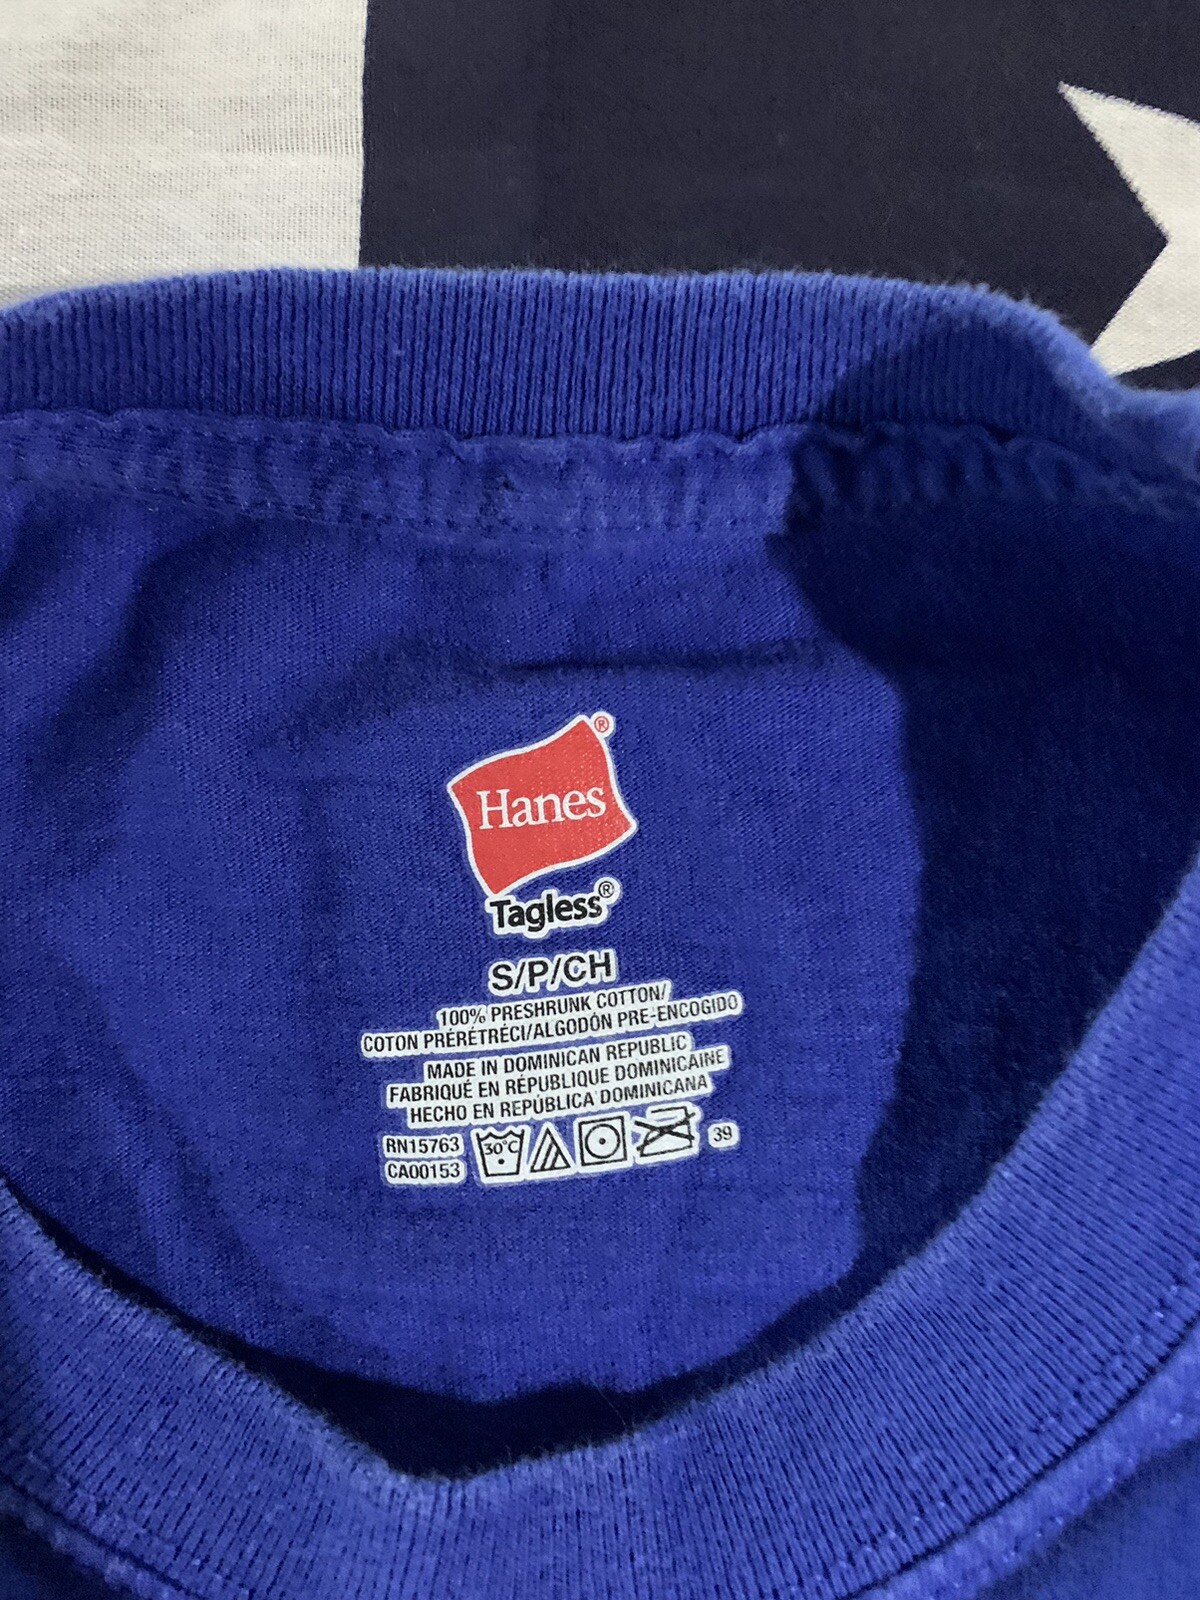 Hanes®
Tagless®
S/P/CH
100% PRESHRUNK COTTON/
COTON PRÉRÉTRÉCI/ALGODÓN PRE-ENCOGIDO
MADE IN DOMINICAN REPUBLIC
FABRIQUÉ EN RÉPUBLIQUE DOMINICAINE
HECHO EN REPÚBLICA DOMINICANA
RN15763
CA00153
30°C
39